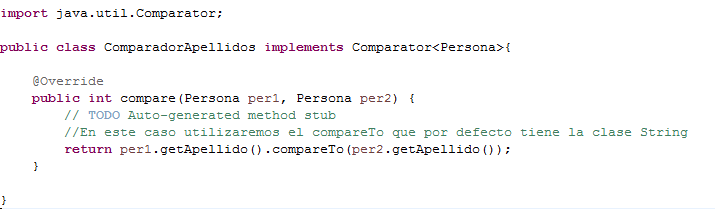 import java.util.Comparator;
public class ComparadorApellidos implements Comparator<Persona>{
@Override
public int compare(Persona per1, Persona per2) {
// TODO Auto-generated method stub
//En este caso utilizaremos el compareTo que por defecto tiene la clase String
return per1.getApellido().compareTo(per2.getApellido());
}
}